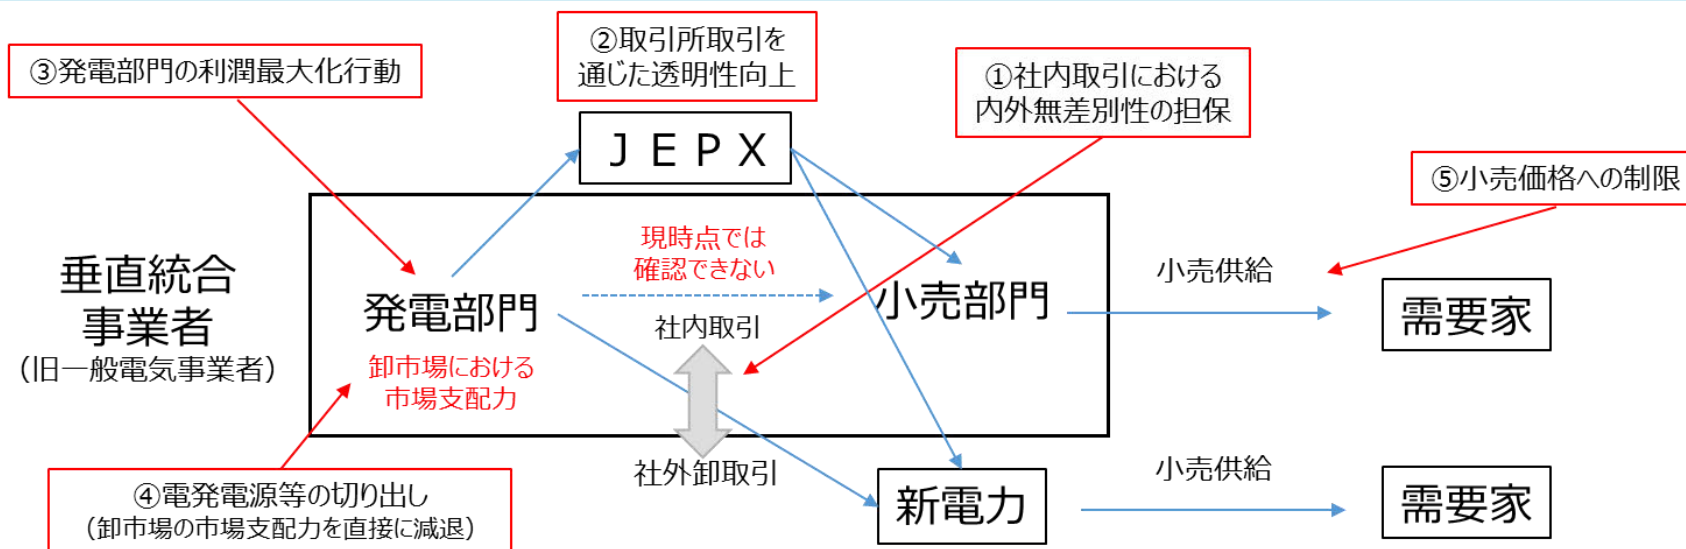 ③発電部門の利潤最大化行動
②取引所取引を
通じた透明性向上
①社内取引における
内外無差別性の担保
ＪＥＰＸ
⑤小売価格への制限
垂直統合
事業者
（旧一般電気事業者）
発電部門
卸市場における
市場支配力
現時点では
確認できない
社内取引
小売部門
小売供給
需要家
④電発電源等の切り出し
（卸市場の市場支配力を直接に減退）
社外卸取引
新電力
小売供給
需要家